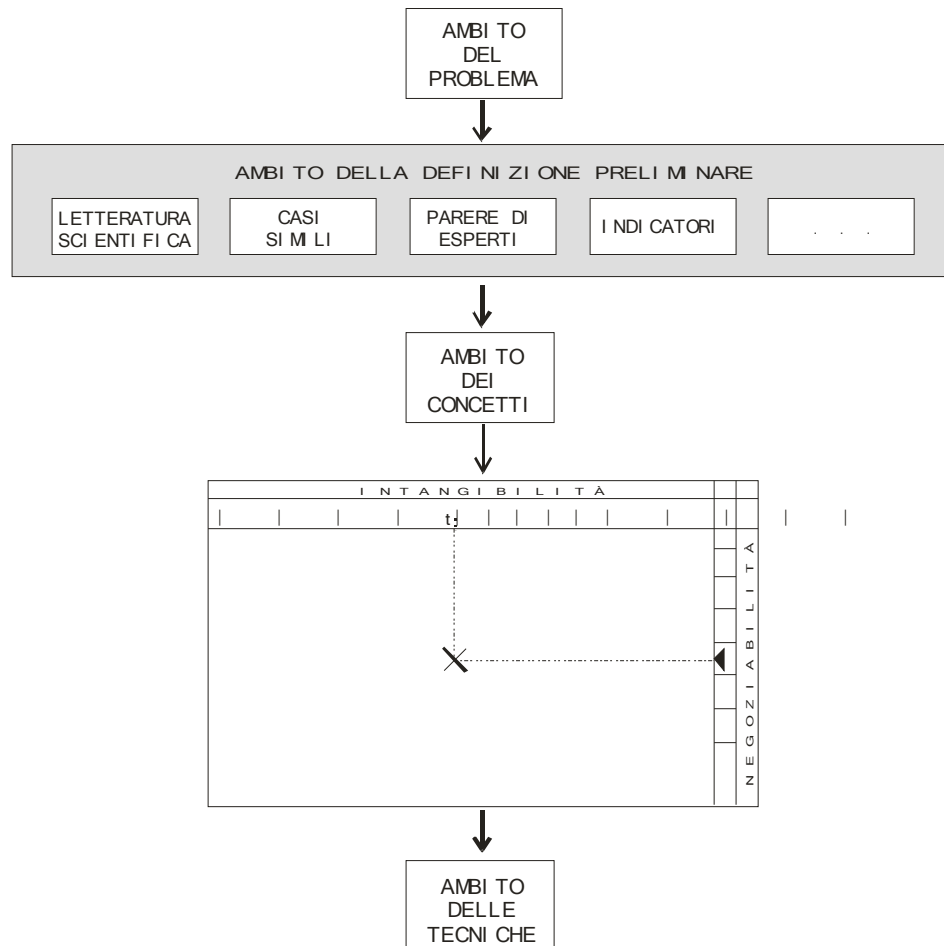 AMBITO
DEL
PROBLEMA
AMBITO DELLA DEFINIZIONE PRELIMINARE
LETTERATURA
SCIENTIFICA
CASI
SIMILI
PARERE DI
ESPERTI
INDICATORI
. . .
AMBITO
DEI
CONCETTI
INTANGIBILITÀ
t
NEGOZIABILITÀ
AMBITO
DELLE
TECNICHE